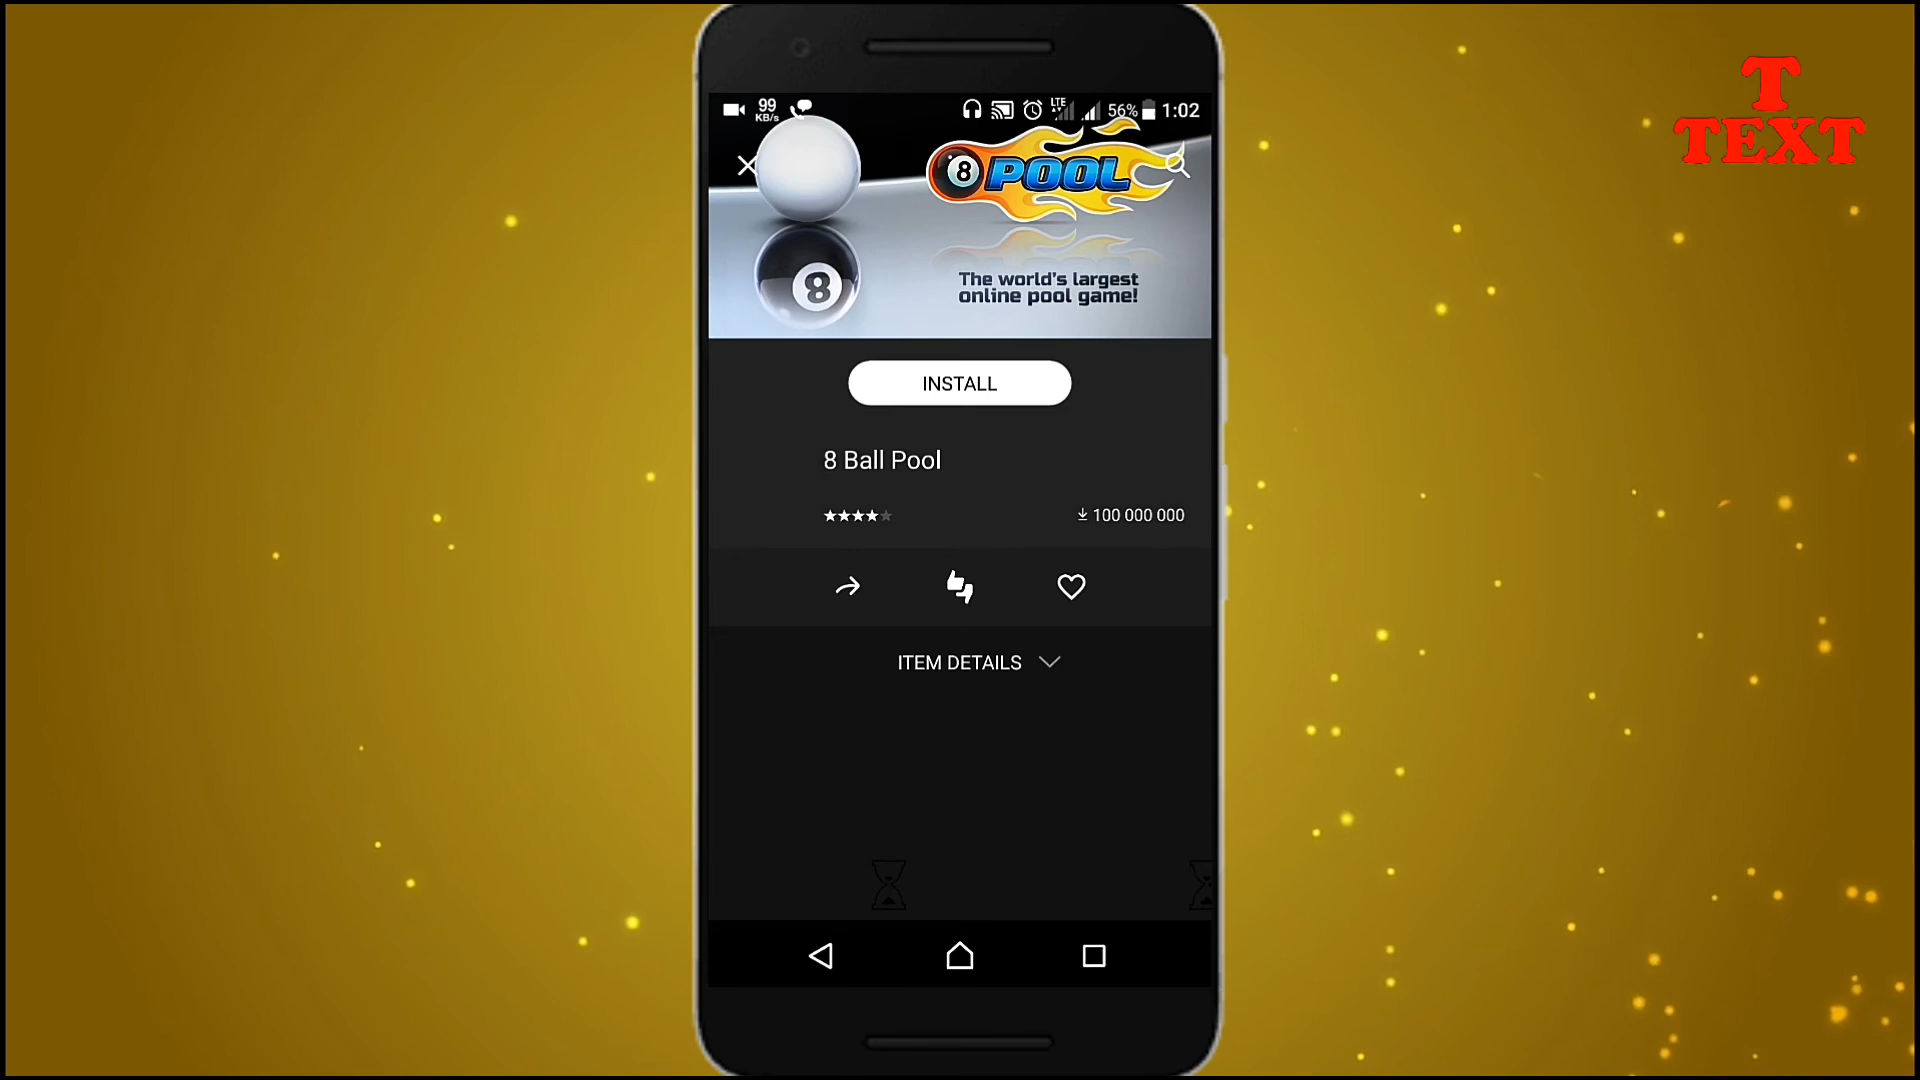 T
TEXT
99
KB/s
LTE
56%
1:02
8 POOL
8
The world's largest
online pool game!
INSTALL
8 Ball Pool
100 000 000
ITEM DETAILS